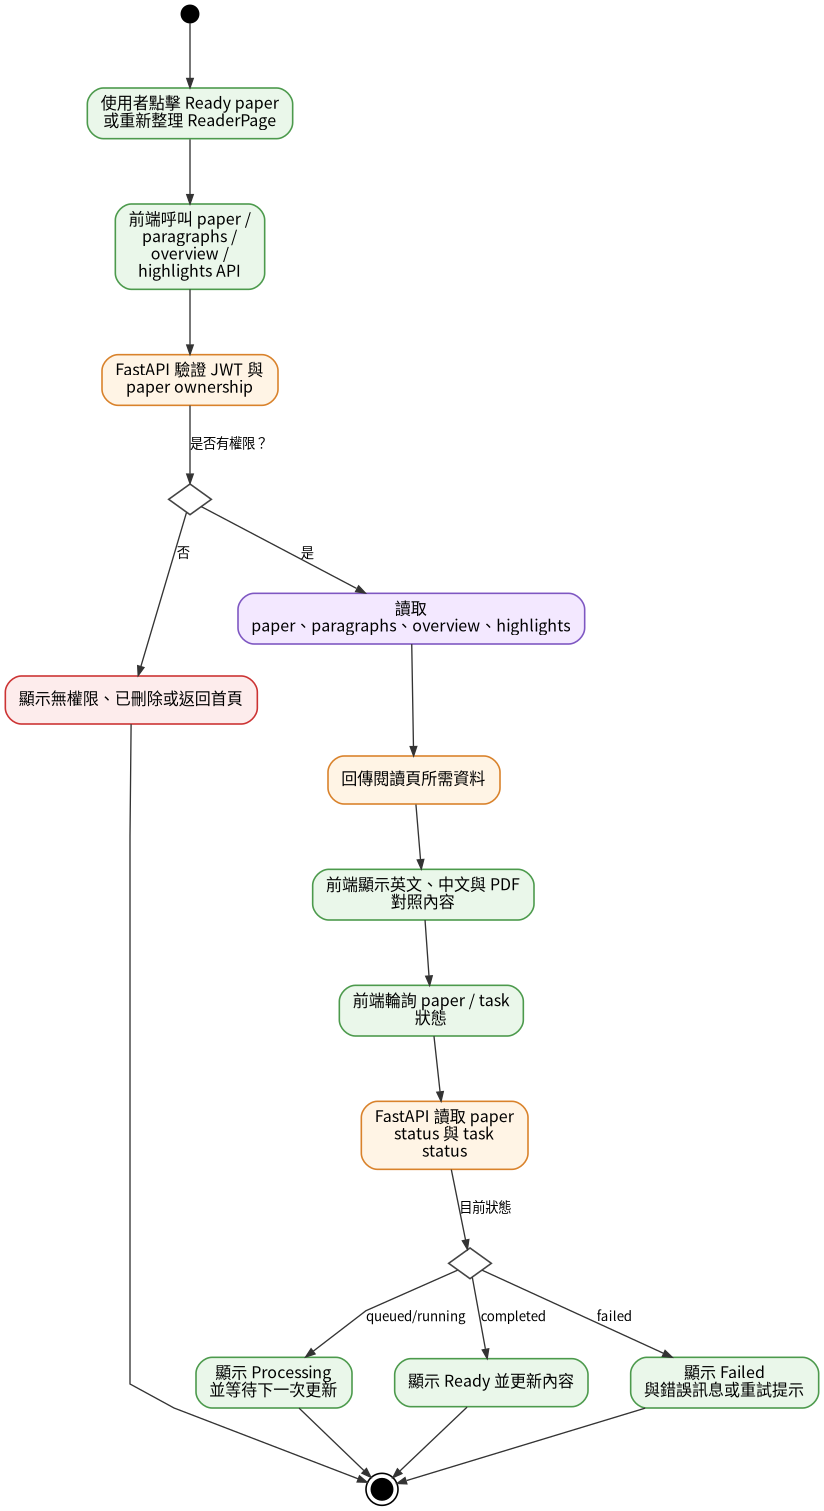 使用者點擊 Ready paper
或重新整理 ReaderPage
前端呼叫 paper /
paragraphs /
overview /
highlights API
FastAPI 驗證 JWT 與
paper ownership
是否有權限？
否
是
讀取
paper、paragraphs、overview、highlights
顯示無權限、已刪除或返回首頁
回傳閱讀頁所需資料
前端顯示英文、中文與 PDF
對照內容
前端輪詢 paper / task
狀態
FastAPI 讀取 paper
status 與 task
status
目前狀態
queued/running
completed
failed
顯示 Processing
並等待下一次更新
顯示 Ready 並更新內容
顯示 Failed
與錯誤訊息或重試提示